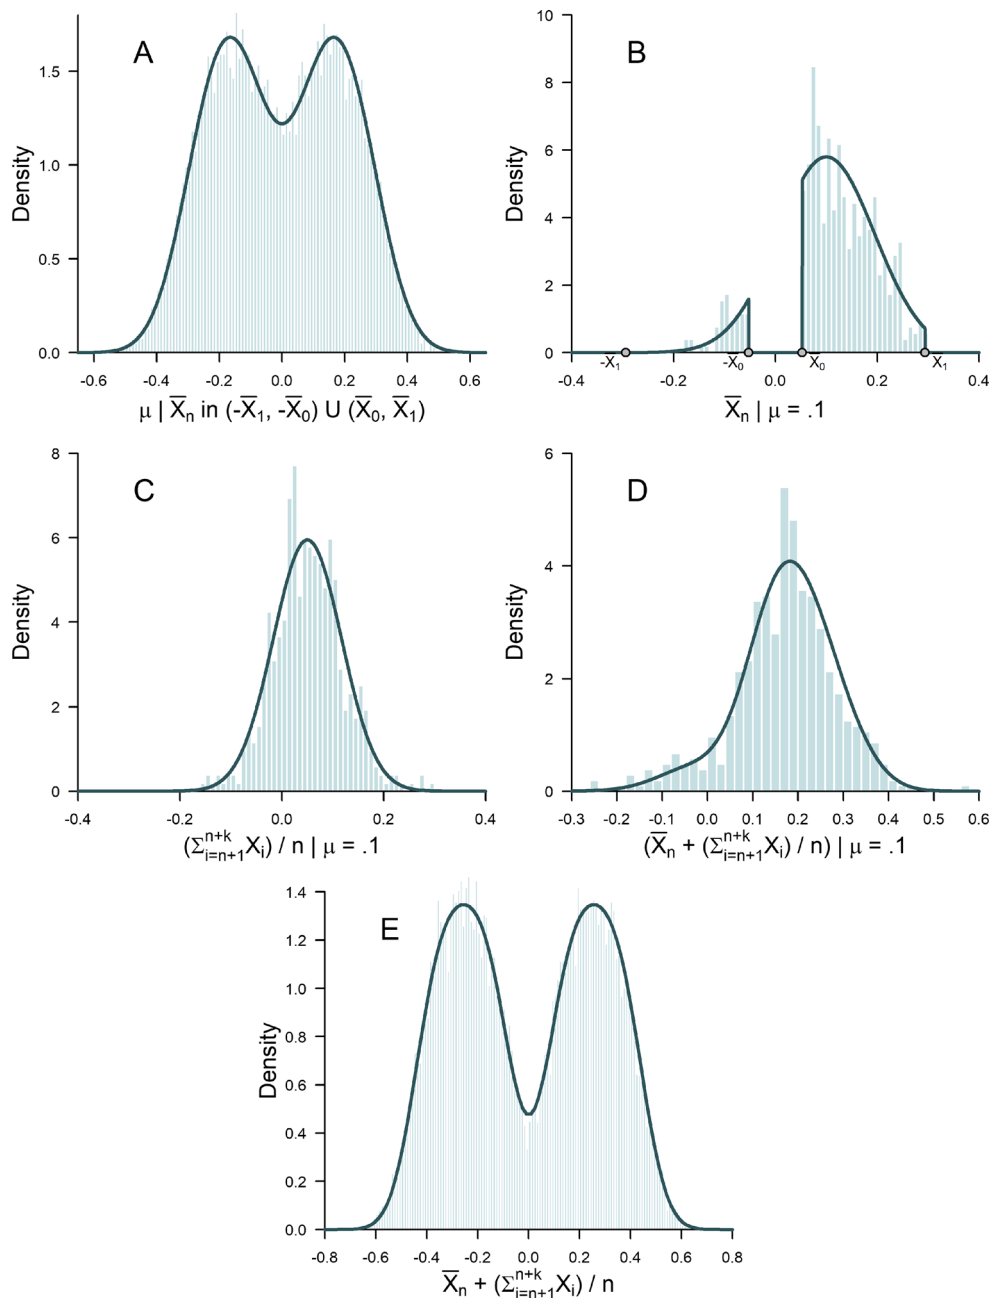 A
Density
1.5
1.0
0.5
0.0
-0.6 -0.4 -0.2 0.0 0.2 0.4 0.6
μ | X̅ₙ in (-X̅₁, -X̅₀) U (X̅₀, X̅₁)
B
Density
10
8
6
4
2
0
-X̅₁ -X̅₀ X̅₀ X̅₁
-0.4 -0.2 0.0 0.2 0.4
X̅ₙ | μ = .1
C
Density
8
6
4
2
0
-0.4 -0.2 0.0 0.2 0.4
(Σⁿ⁺ᵏᵢ₌ₙ₊₁Xᵢ) / n | μ = .1
D
Density
6
4
2
0
-0.3 -0.2 -0.1 0.0 0.1 0.2 0.3 0.4 0.5 0.6
(X̅ₙ + (Σⁿ⁺ᵏᵢ₌ₙ₊₁Xᵢ) / n) | μ = .1
E
Density
1.4
1.2
1.0
0.8
0.6
0.4
0.2
0.0
-0.8 -0.6 -0.4 -0.2 0.0 0.2 0.4 0.6 0.8
X̅ₙ + (Σⁿ⁺ᵏᵢ₌ₙ₊₁Xᵢ) / n